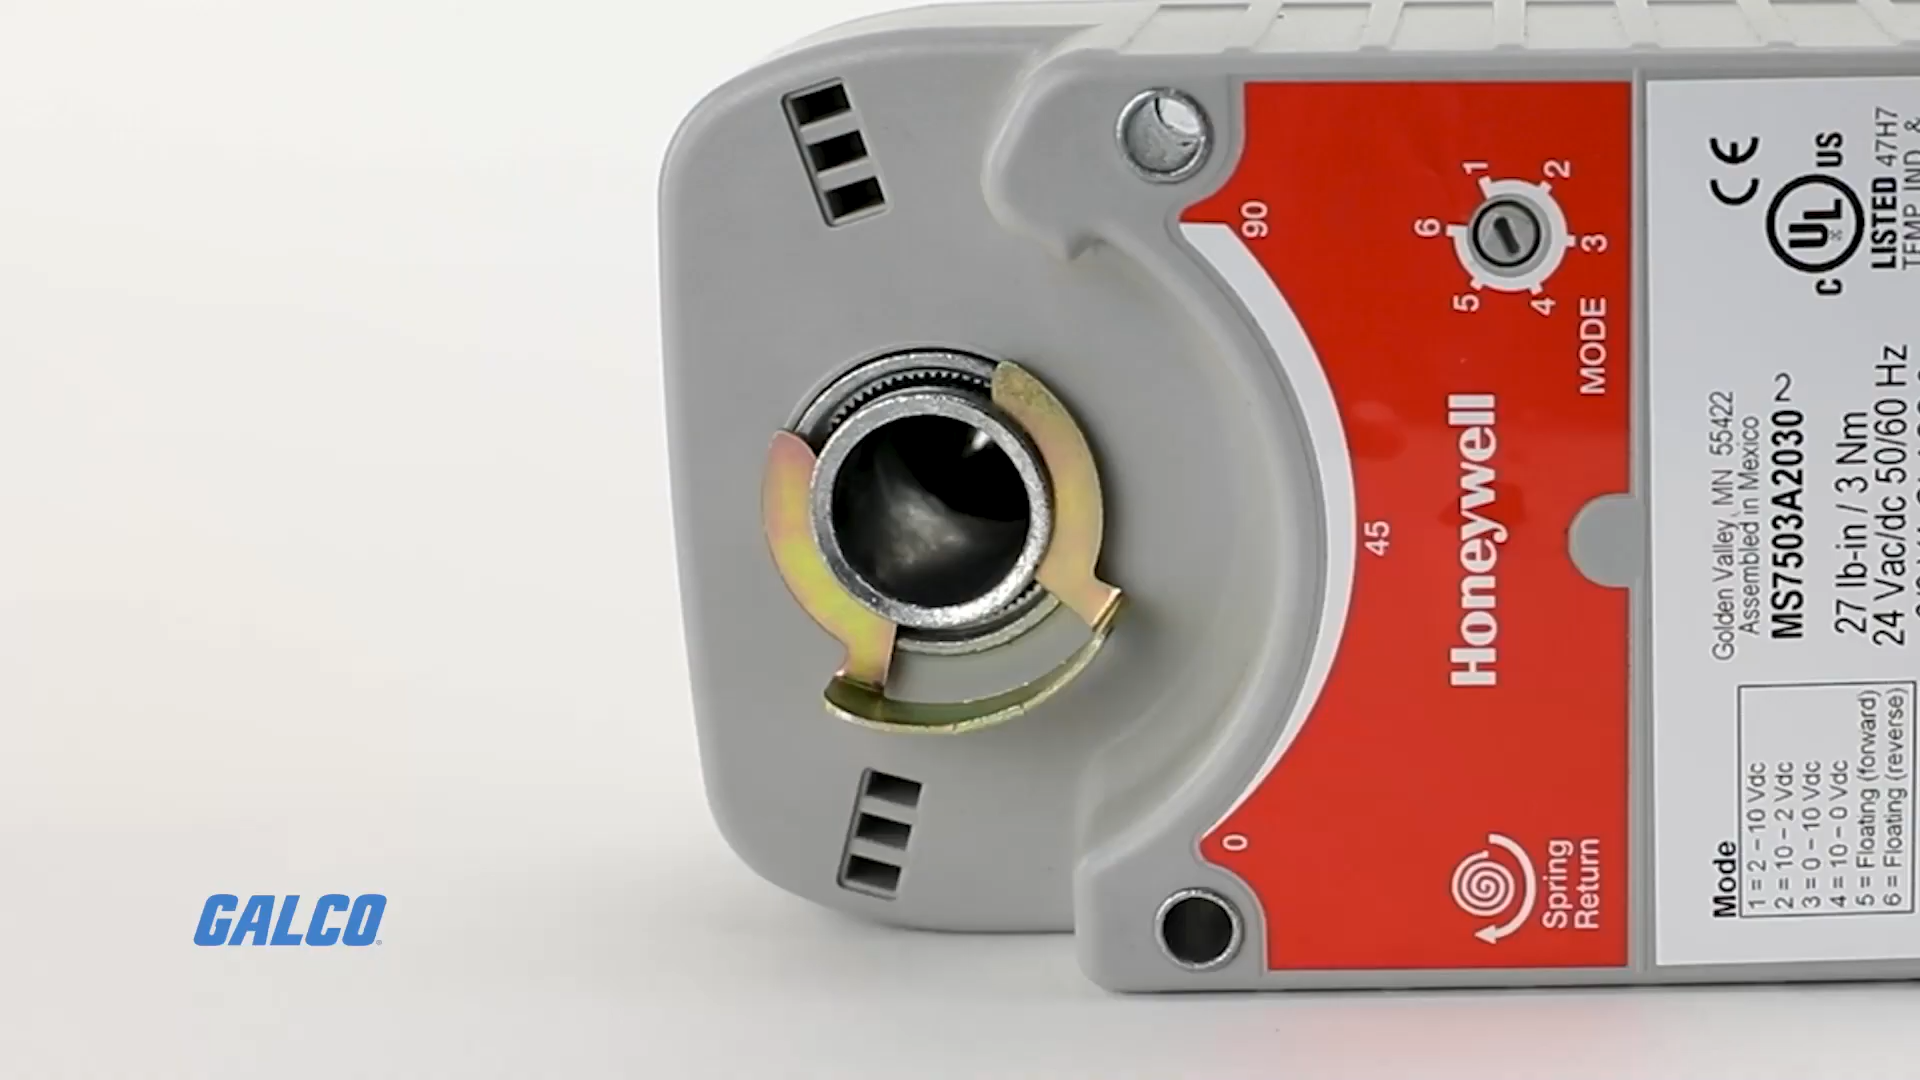 GALCO
90
45
0
1
2
3
4
5
6
MODE
Honeywell
Spring
Return
CE
C UL US
LISTED 47H7
TEMP. IND. &
Golden Valley, MN 55422
Assembled in Mexico
MS7503A2030 2
27 lb-in / 3 Nm
24 Vac/dc 50/60 Hz
Mode
1 = 2 – 10 Vdc
2 = 10 – 2 Vdc
3 = 0 – 10 Vdc
4 = 10 – 0 Vdc
5 = Floating (forward)
6 = Floating (reverse)